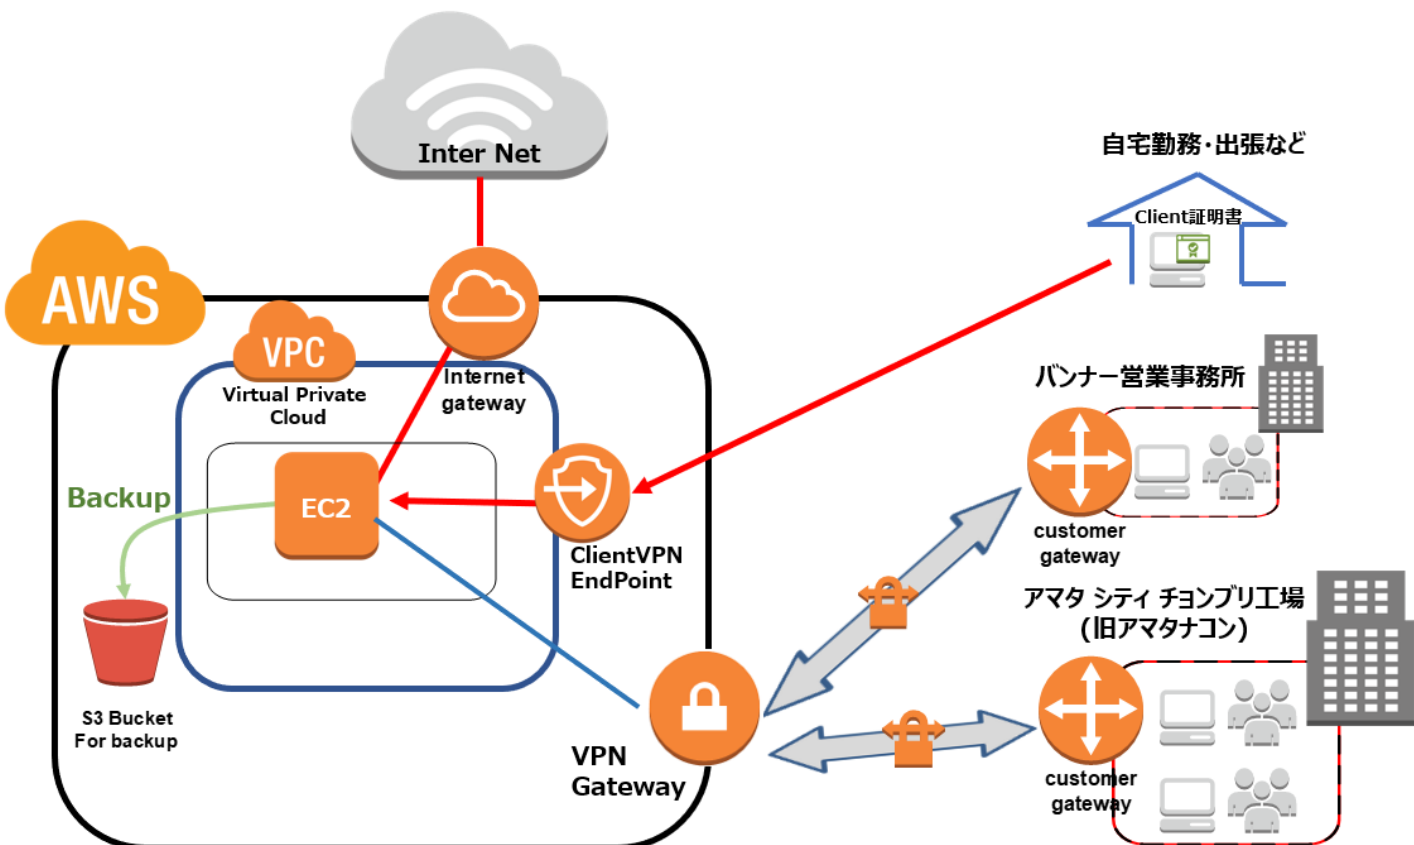 Inter Net
自宅勤務・出張など
Client証明書
AWS
VPC
Virtual Private
Cloud
Internet
gateway
バンナー営業事務所
Backup
EC2
customer
gateway
ClientVPN
EndPoint
アマタ シティ チョンブリ工場
(旧アマタナコン)
S3 Bucket
For backup
VPN
Gateway
customer
gateway